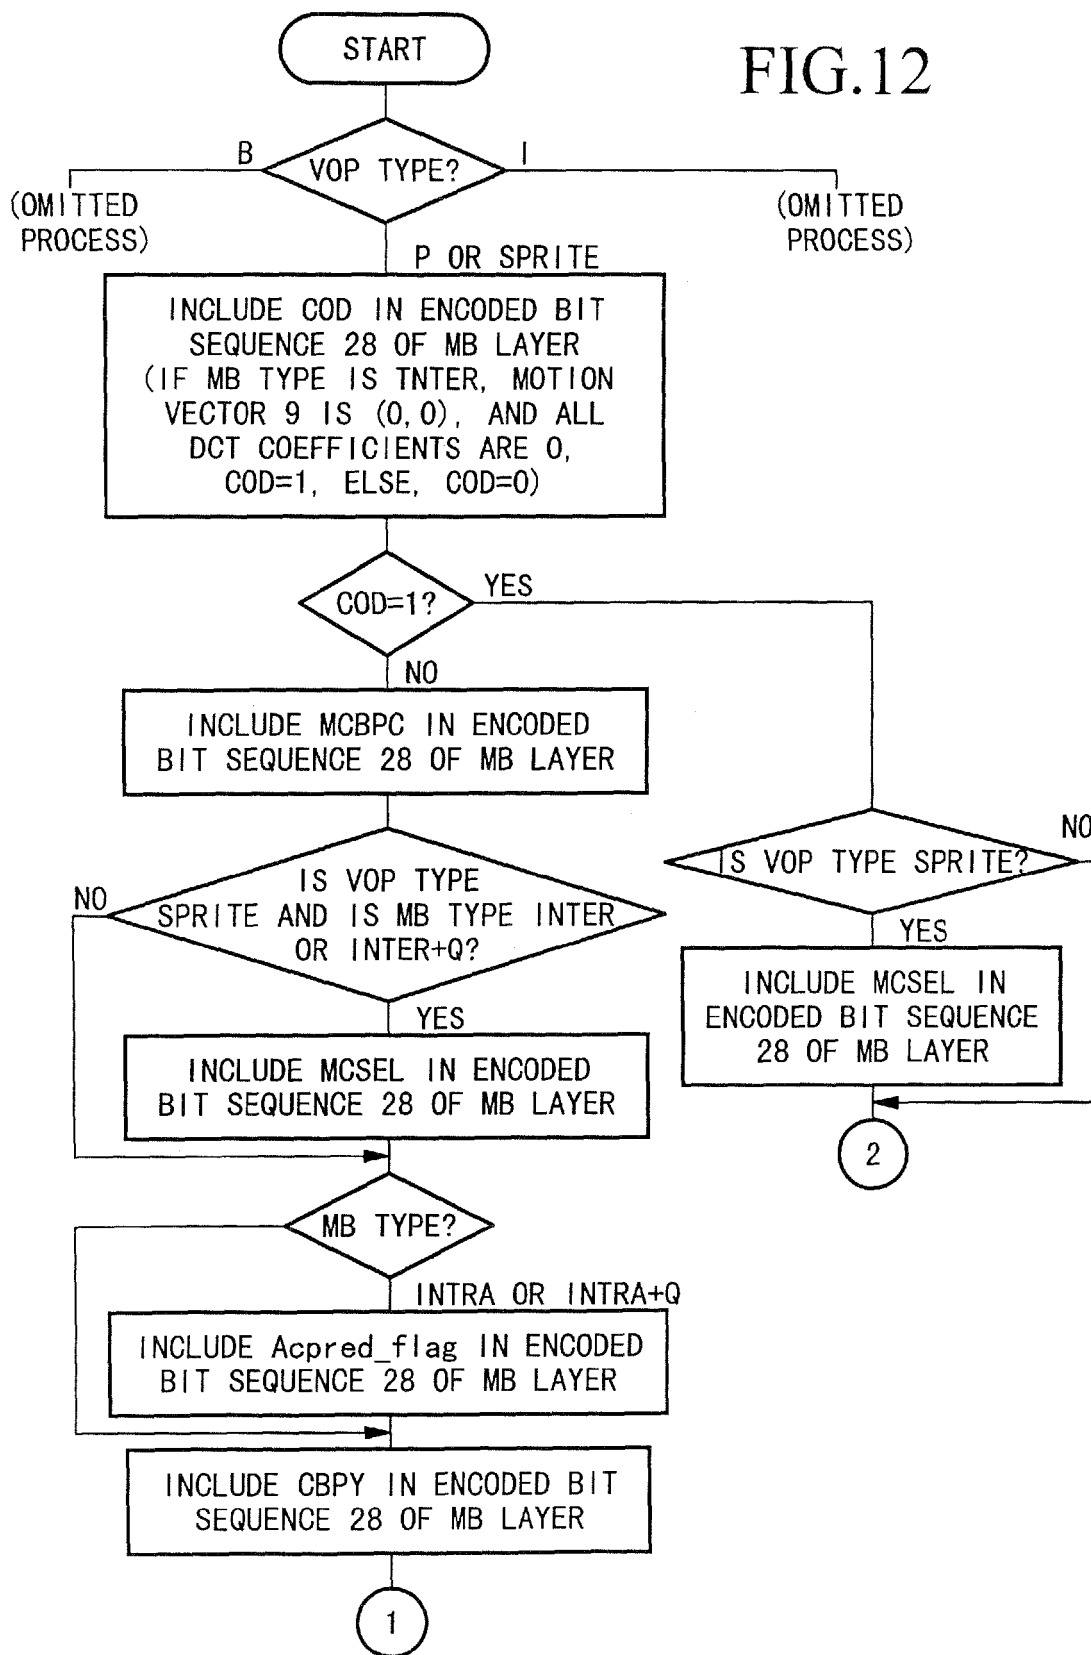 START
FIG.12
B
VOP TYPE?
I
(OMITTED
PROCESS)
(OMITTED
PROCESS)
P OR SPRITE
INCLUDE COD IN ENCODED BIT
SEQUENCE 28 OF MB LAYER
(IF MB TYPE IS TNTER, MOTION
VECTOR 9 IS (0,0), AND ALL
DCT COEFFICIENTS ARE 0,
COD=1, ELSE, COD=0)
COD=1?
YES
NO
INCLUDE MCBPC IN ENCODED
BIT SEQUENCE 28 OF MB LAYER
IS VOP TYPE
SPRITE AND IS MB TYPE INTER
OR INTER+Q?
NO
YES
INCLUDE MCSEL IN ENCODED
BIT SEQUENCE 28 OF MB LAYER
IS VOP TYPE SPRITE?
NO
YES
INCLUDE MCSEL IN
ENCODED BIT SEQUENCE
28 OF MB LAYER
2
MB TYPE?
INTRA OR INTRA+Q
INCLUDE Acpred_flag IN ENCODED
BIT SEQUENCE 28 OF MB LAYER
INCLUDE CBPY IN ENCODED BIT
SEQUENCE 28 OF MB LAYER
1